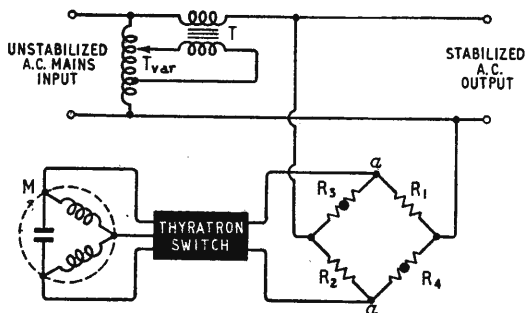 UNSTABILIZED
A.C. MAINS
INPUT
T
Tvar
STABILIZED
A.C.
OUTPUT
M
THYRATRON
SWITCH
a
R3
R1
R2
R4
a